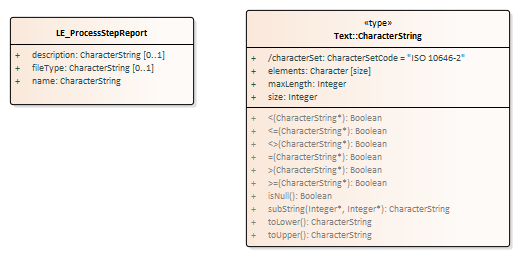 LE_ProcessStepReport
+ description: CharacterString [0..1]
+ fileType: CharacterString [0..1]
+ name: CharacterString
«type»
Text::CharacterString
+ /characterSet: CharacterSetCode = "ISO 10646-2"
+ elements: Character [size]
+ maxLength: Integer
+ size: Integer
+ <(CharacterString*): Boolean
+ <=(CharacterString*): Boolean
+ <>(CharacterString*): Boolean
+ =(CharacterString*): Boolean
+ >(CharacterString*): Boolean
+ >=(CharacterString*): Boolean
+ isNull(): Boolean
+ subString(Integer*, Integer*): CharacterString
+ toLower(): CharacterString
+ toUpper(): CharacterString